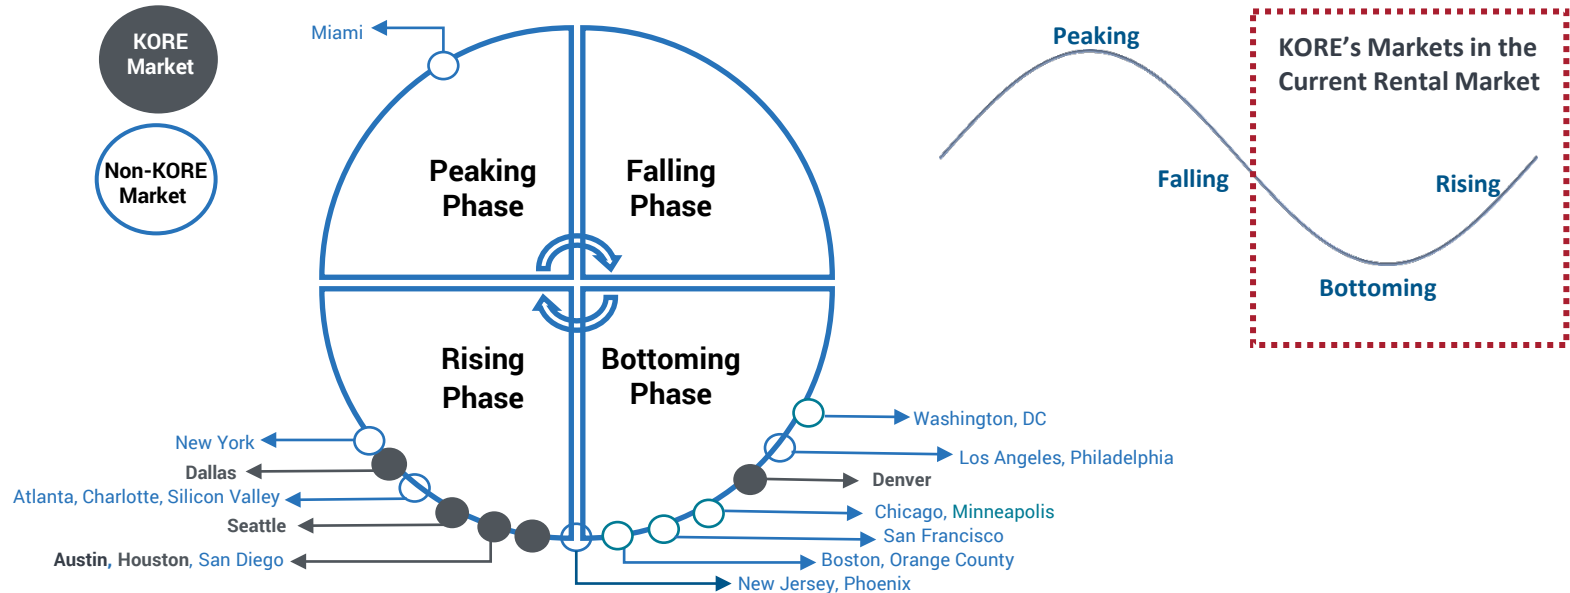 KORE
Market
Non-KORE
Market
Miami
Peaking
Phase
Falling
Phase
Rising
Phase
Bottoming
Phase
New York
Dallas
Atlanta, Charlotte, Silicon Valley
Seattle
Austin, Houston, San Diego
Washington, DC
Los Angeles, Philadelphia
Denver
Chicago, Minneapolis
San Francisco
Boston, Orange County
New Jersey, Phoenix
Peaking
Falling
Bottoming
Rising
KORE’s Markets in the
Current Rental Market